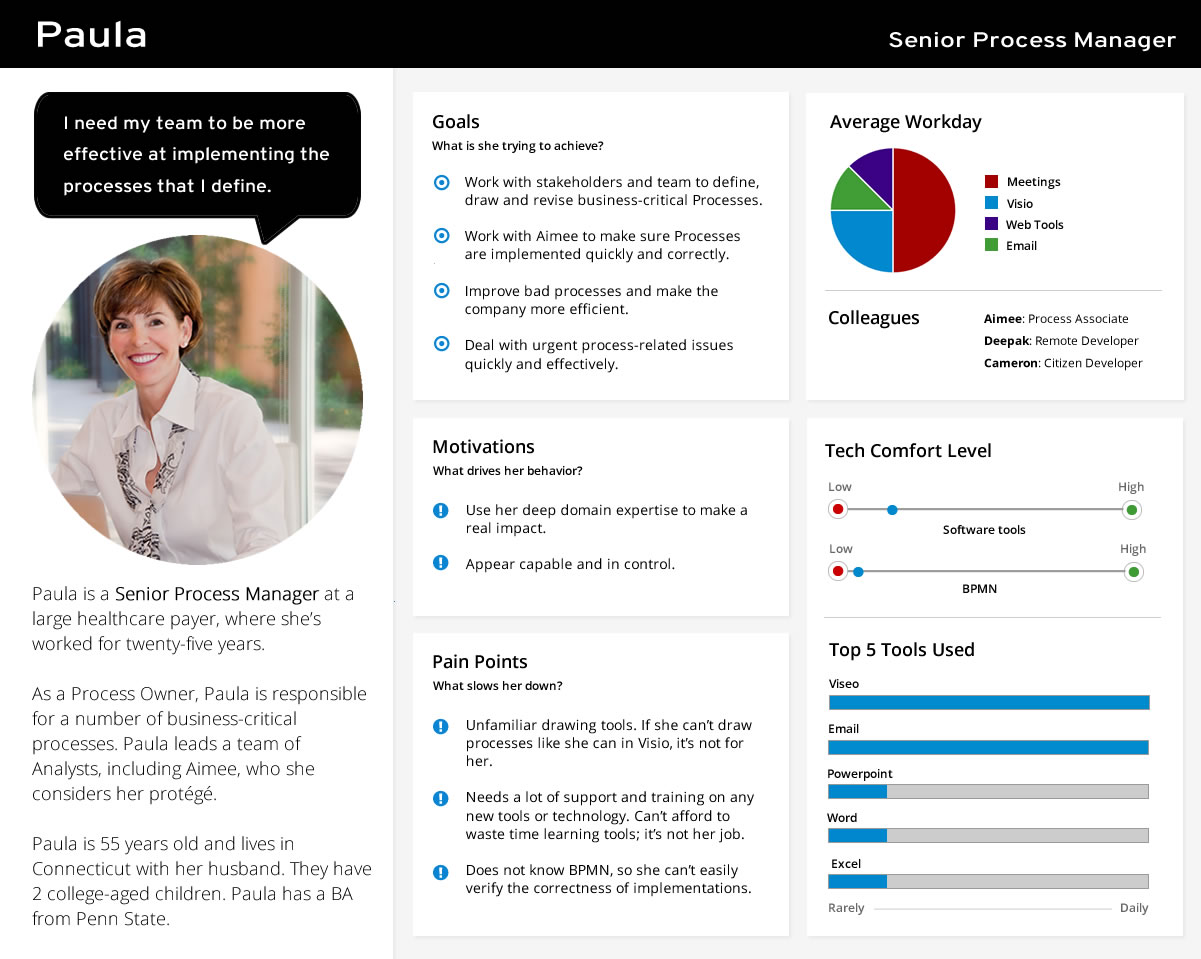 Paula
Senior Process Manager
I need my team to be more
effective at implementing the
processes that I define.
Paula is a Senior Process Manager at a
large healthcare payer, where she’s
worked for twenty-five years.
As a Process Owner, Paula is responsible
for a number of business-critical
processes. Paula leads a team of
Analysts, including Aimee, who she
considers her protégé.
Paula is 55 years old and lives in
Connecticut with her husband. They have
2 college-aged children. Paula has a BA
from Penn State.
Goals
What is she trying to achieve?
Work with stakeholders and team to define,
draw and revise business-critical Processes.
Work with Aimee to make sure Processes
are implemented quickly and correctly.
Improve bad processes and make the
company more efficient.
Deal with urgent process-related issues
quickly and effectively.
Motivations
What drives her behavior?
Use her deep domain expertise to make a
real impact.
Appear capable and in control.
Pain Points
What slows her down?
Unfamiliar drawing tools. If she can’t draw
processes like she can in Visio, it’s not for
her.
Needs a lot of support and training on any
new tools or technology. Can’t afford to
waste time learning tools; it’s not her job.
Does not know BPMN, so she can’t easily
verify the correctness of implementations.
Average Workday
Meetings
Visio
Web Tools
Email
Colleagues
Aimee: Process Associate
Deepak: Remote Developer
Cameron: Citizen Developer
Tech Comfort Level
Low High
Software tools
Low High
BPMN
Top 5 Tools Used
Viseo
Email
Powerpoint
Word
Excel
Rarely Daily